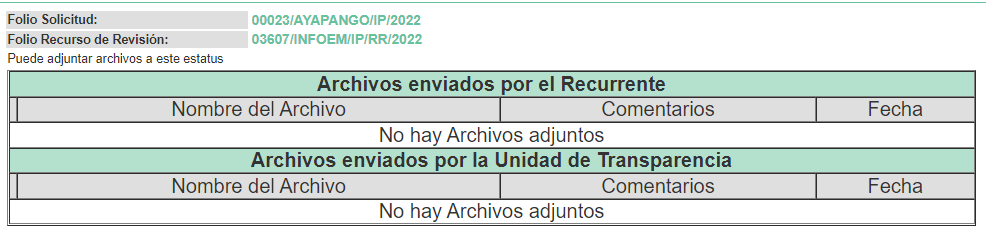 Folio Solicitud: 00023/AYAPANGO/IP/2022
Folio Recurso de Revisión: 03607/INFOEM/IP/RR/2022
Puede adjuntar archivos a este estatus
Archivos enviados por el Recurrente
Nombre del Archivo Comentarios Fecha
No hay Archivos adjuntos
Archivos enviados por la Unidad de Transparencia
Nombre del Archivo Comentarios Fecha
No hay Archivos adjuntos